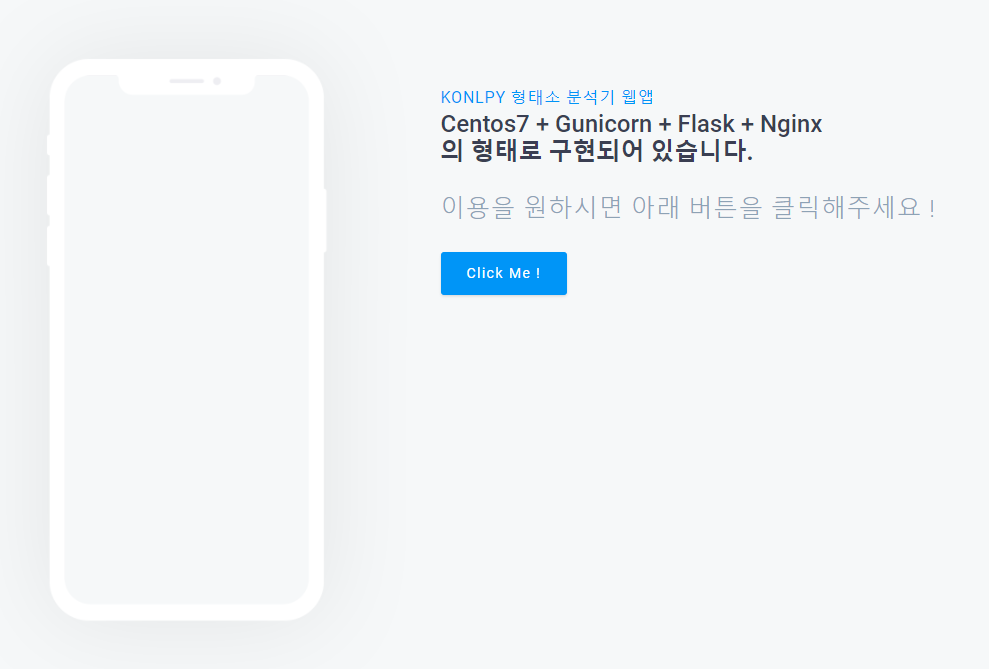 KONLPY 형태소 분석기 웹앱
Centos7 + Gunicorn + Flask + Nginx
의 형태로 구현되어 있습니다.
이용을 원하시면 아래 버튼을 클릭해주세요 !
Click Me !